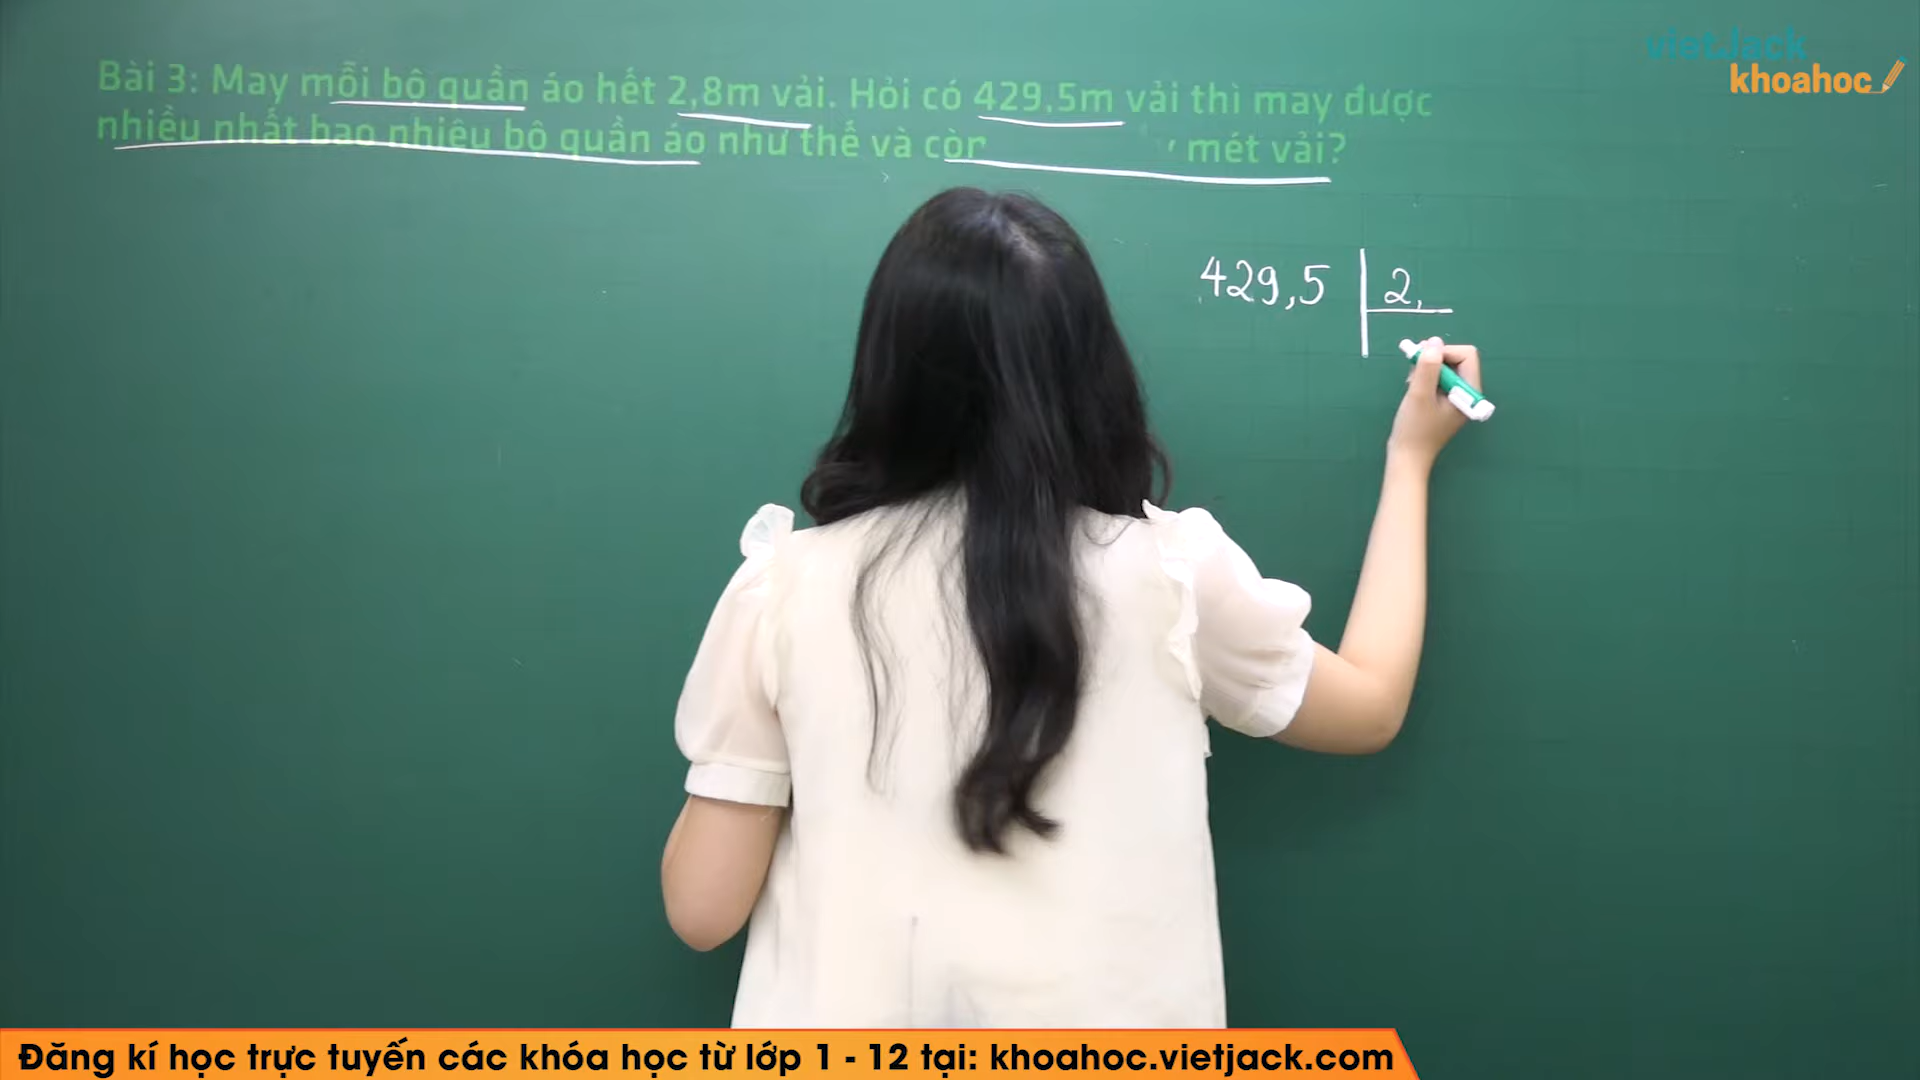 vietJack
khoahoc
Bài 3: May mỗi bộ quần áo hết 2,8m vải. Hỏi có 429,5m vải thì may được
nhiều nhất bao nhiêu bộ quần áo như thế và còn mét vải?
429,5 2,
Đăng kí học trực tuyến các khóa học từ lớp 1 - 12 tại: khoahoc.vietjack.com